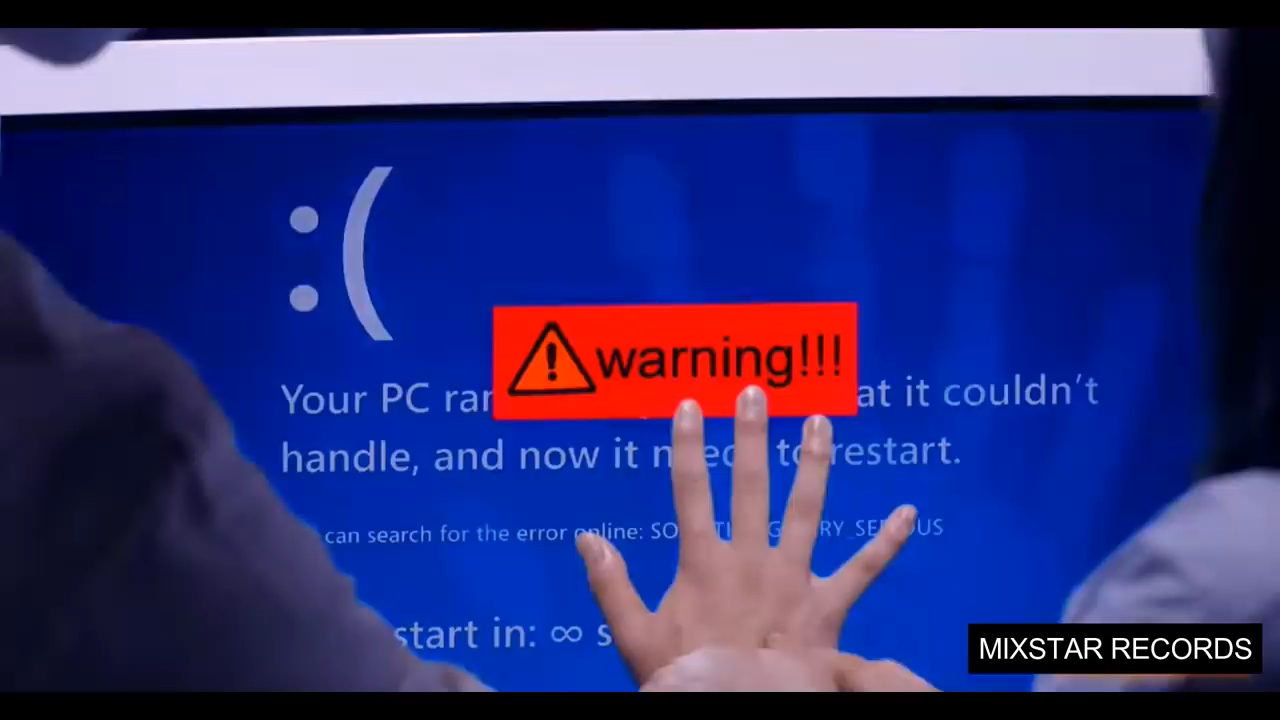 :(
warning!!!
Your PC ran at it couldn't
handle, and now it to restart.
can search for the error online:
start in: ∞
MIXSTAR RECORDS